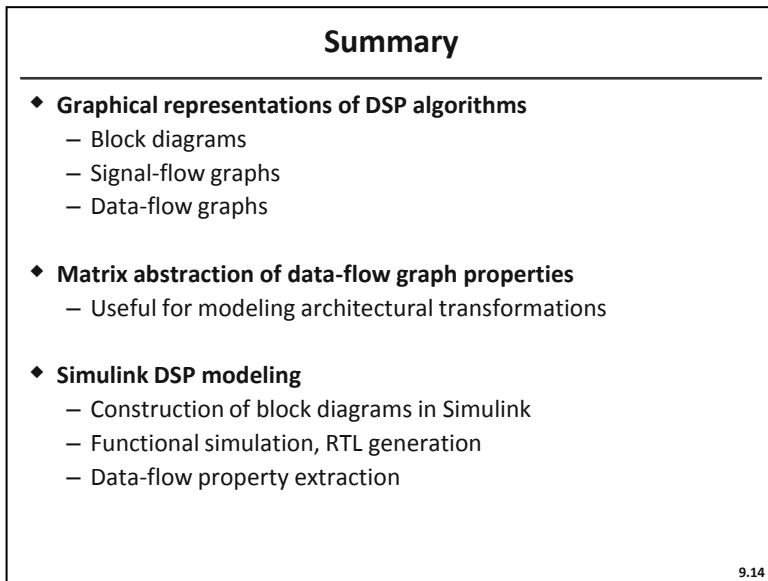 Summary
◆ Graphical representations of DSP algorithms
– Block diagrams
– Signal-flow graphs
– Data-flow graphs
◆ Matrix abstraction of data-flow graph properties
– Useful for modeling architectural transformations
◆ Simulink DSP modeling
– Construction of block diagrams in Simulink
– Functional simulation, RTL generation
– Data-flow property extraction
9.14